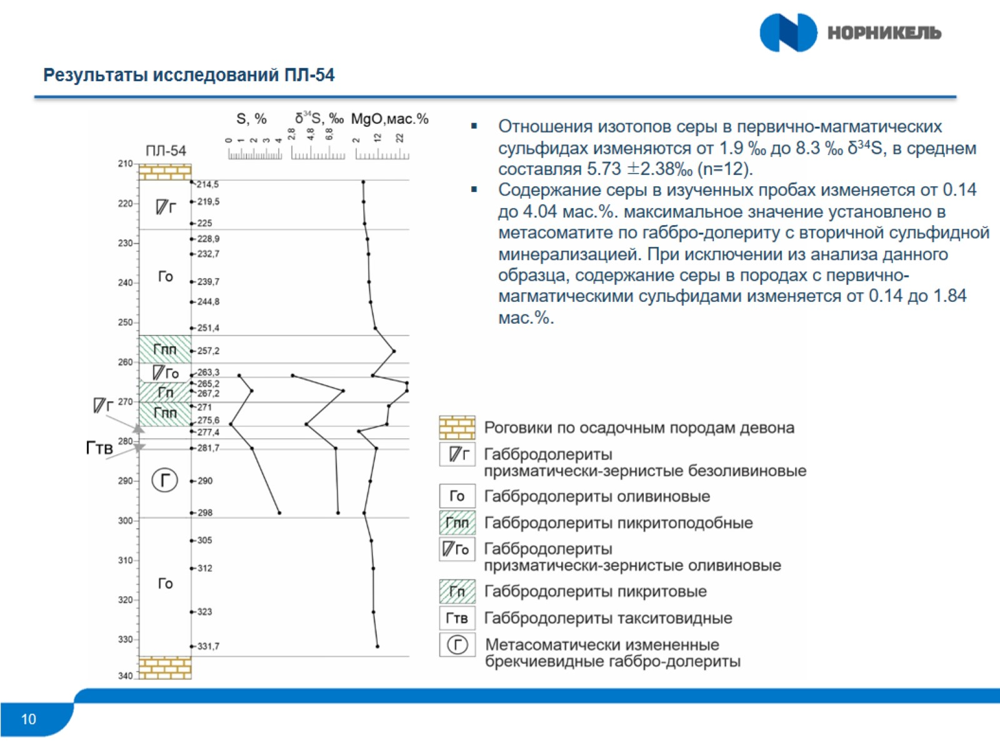 НОРНИКЕЛЬ
Результаты исследований ПЛ-54
S, %
δ³⁴S, ‰
MgO,мас.%
0 1 2 3 4
2,8 4,8 6,8
2 12 22
ПЛ-54
210
220
230
240
250
260
270
280
290
300
310
320
330
340
Г
Го
Гпп
Го
Гп
Гпп
Г
Гтв
Г
Го
214,5
219,5
225
228,9
232,7
239,7
244,8
251,4
257,2
263,3
265,2
267,2
271
275,6
277,4
281,7
290
298
305
312
323
331,7
▪ Отношения изотопов серы в первично-магматических
сульфидах изменяются от 1.9 ‰ до 8.3 ‰ δ³⁴S, в среднем
составляя 5.73 ±2.38‰ (n=12).
▪ Содержание серы в изученных пробах изменяется от 0.14
до 4.04 мас.%. максимальное значение установлено в
метасоматите по габбро-долериту с вторичной сульфидной
минерализацией. При исключении из анализа данного
образца, содержание серы в породах с первично-
магматическими сульфидами изменяется от 0.14 до 1.84
мас.%.
Роговики по осадочным породам девона
Г Габбродолериты
призматически-зернистые безоливиновые
Го Габбродолериты оливиновые
Гпп Габбродолериты пикритоподобные
Го Габбродолериты
призматически-зернистые оливиновые
Гп Габбродолериты пикритовые
Гтв Габбродолериты такситовидные
Г Метасоматически измененные
брекчиевидные габбро-долериты
10